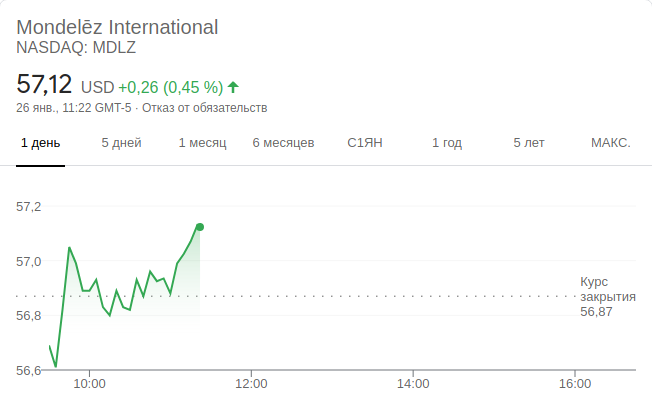 Mondelēz International
NASDAQ: MDLZ
57,12 USD +0,26 (0,45 %)
26 янв., 11:22 GMT-5 · Отказ от обязательств
1 день 5 дней 1 месяц 6 месяцев С1ЯН 1 год 5 лет МАКС.
57,2
57,0
56,8
56,6
Курс
закрытия
56,87
10:00 12:00 14:00 16:00